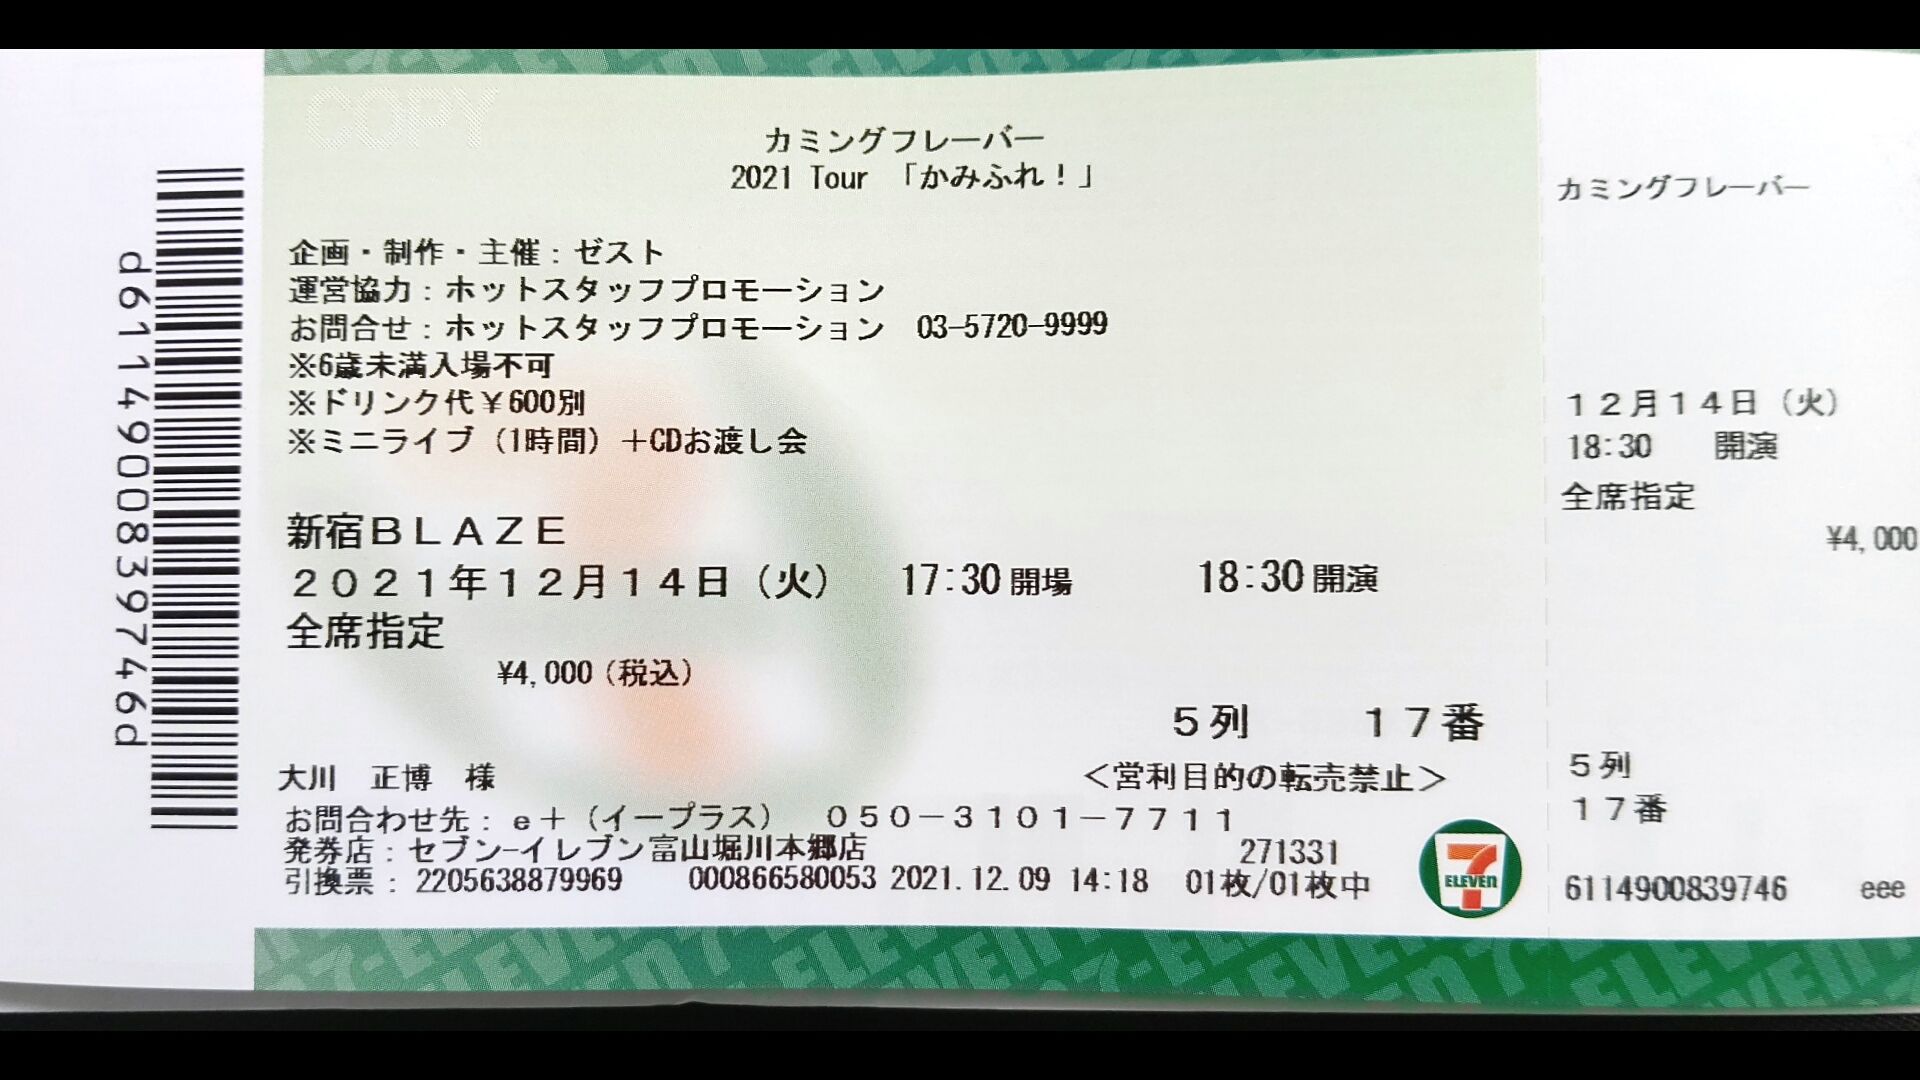 COPY
カミングフレーバー
2021 Tour 「かみふれ！」
企画・制作・主催：ゼスト
運営協力：ホットスタッフプロモーション
お問合せ：ホットスタッフプロモーション 03-5720-9999
※6歳未満入場不可
※ドリンク代￥600別
※ミニライブ（1時間）＋CDお渡し会
新宿ＢＬＡＺＥ
２０２１年１２月１４日（火） 17:30開場 18:30開演
全席指定
¥4,000（税込）
５列 １７番
大川 正博 様 ＜営利目的の転売禁止＞
お問合わせ先：ｅ＋（イープラス） ０５０－３１０１－７７１１
発券店：セブン-イレブン富山堀川本郷店 271331
引換票：2205638879969 000866580053 2021.12.09 14:18 01枚/01枚中
7
ELEVEn
d6114900839746d
カミングフレーバー
１２月１４日（火）
18:30 開演
全席指定
¥4,000
５列
１７番
6114900839746 eee